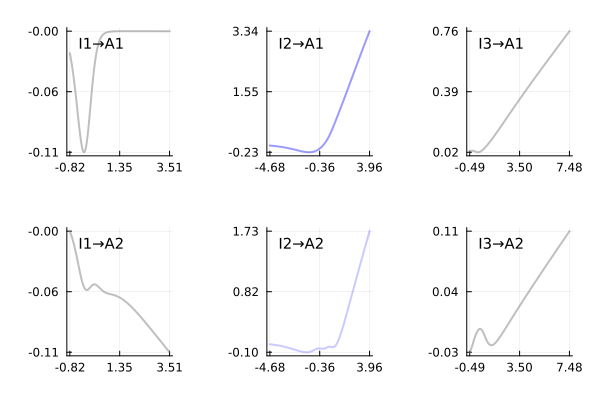 I1→A1
-0.00
-0.06
-0.11
-0.82 1.35 3.51
I2→A1
3.34
1.55
-0.23
-4.68 -0.36 3.96
I3→A1
0.76
0.39
0.02
-0.49 3.50 7.48
I1→A2
-0.00
-0.06
-0.11
-0.82 1.35 3.51
I2→A2
1.73
0.82
-0.10
-4.68 -0.36 3.96
I3→A2
0.11
0.04
-0.03
-0.49 3.50 7.48